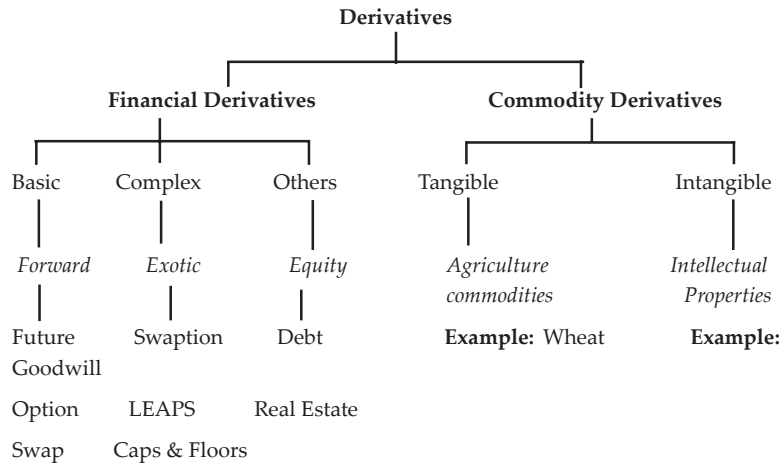 Derivatives
Financial Derivatives Commodity Derivatives
Basic Complex Others Tangible Intangible
Forward Exotic Equity Agriculture Intellectual
commodities Properties
Future Swaption Debt Example: Wheat Example:
Goodwill
Option LEAPS Real Estate
Swap Caps & Floors